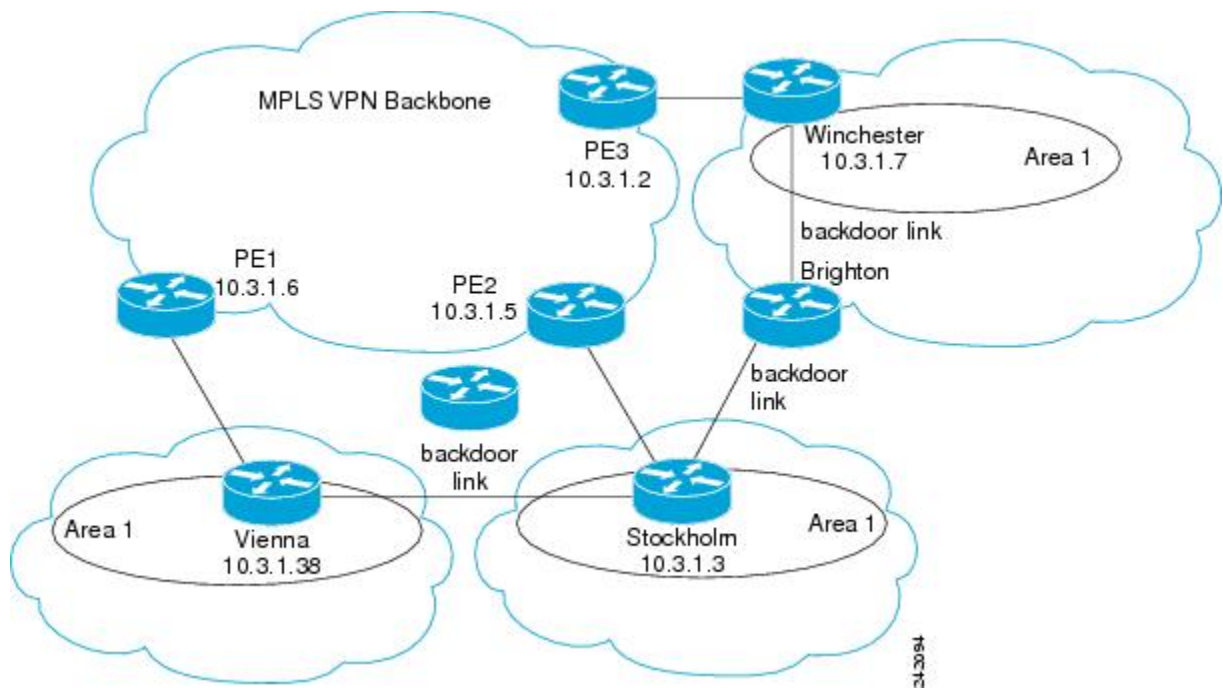 MPLS VPN Backbone
PE3
10.3.1.2
Winchester
10.3.1.7
Area 1
backdoor link
Brighton
PE1
10.3.1.6
PE2
10.3.1.5
backdoor
link
backdoor
link
Area 1
Vienna
10.3.1.38
Stockholm
10.3.1.3
Area 1